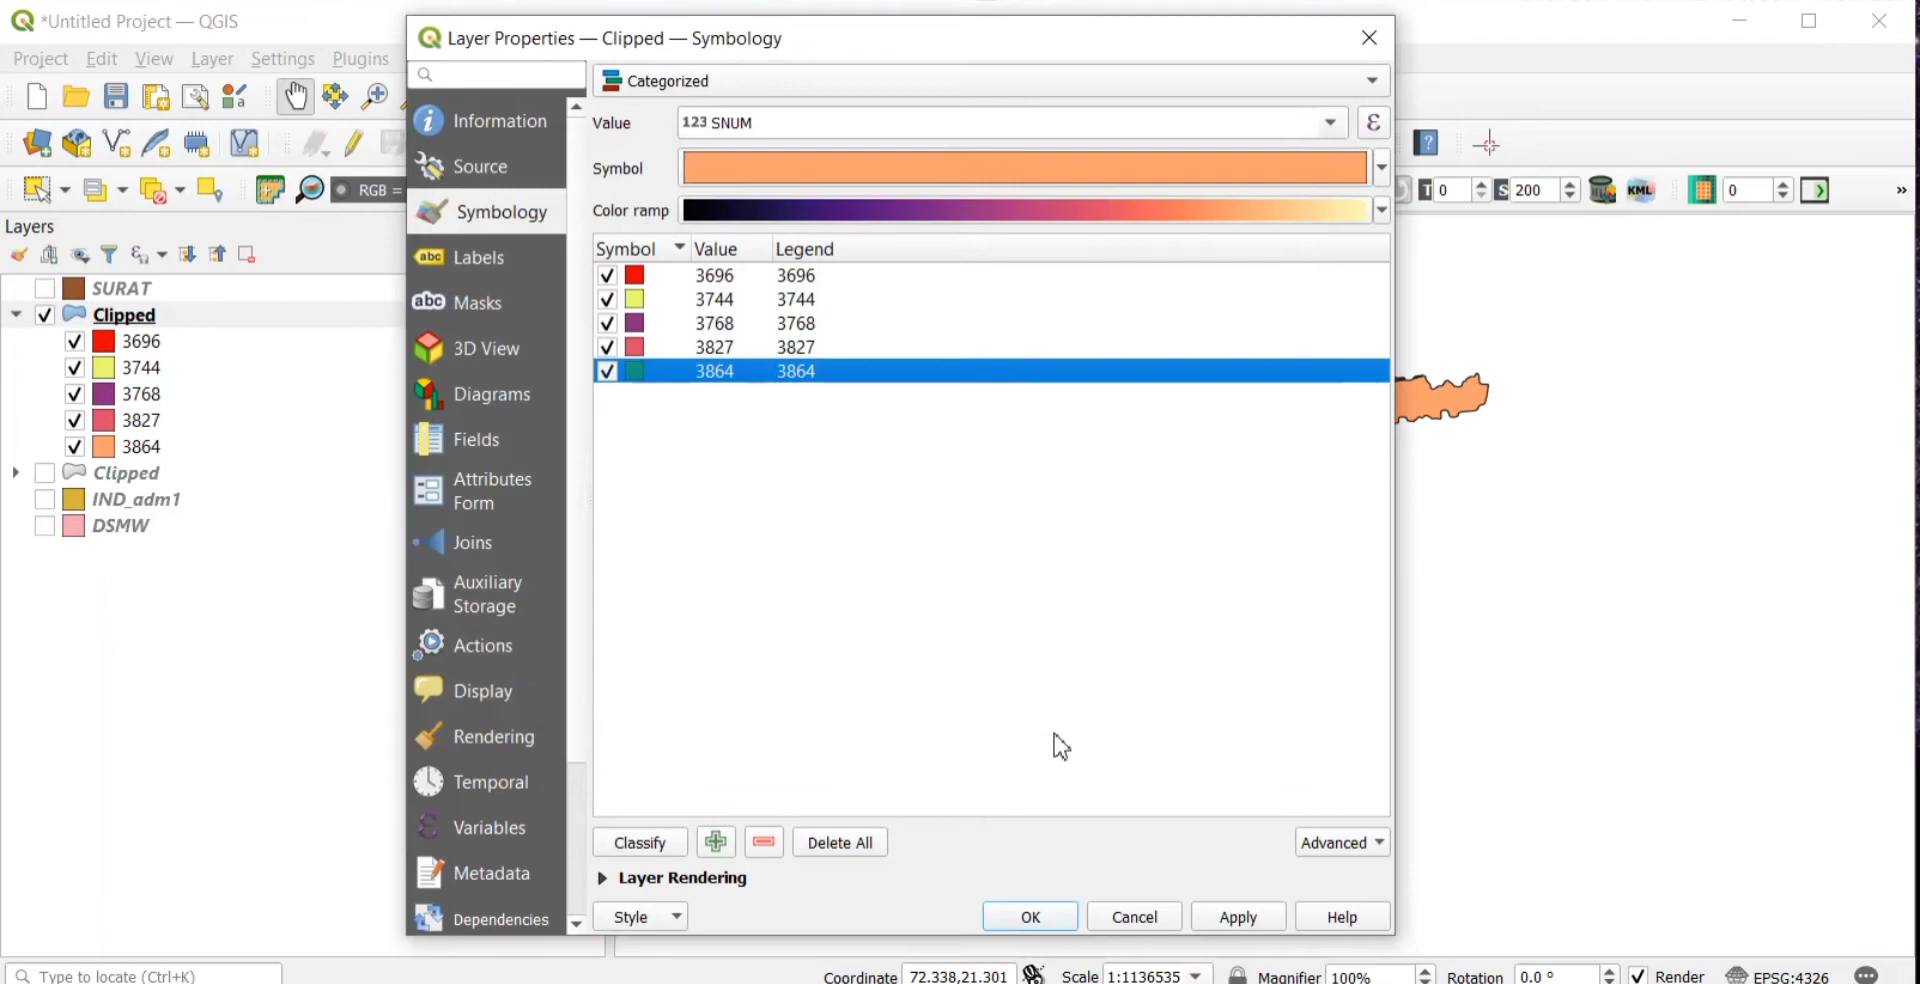 *Untitled Project — QGIS
Project Edit View Layer Settings Plugins
RGB =
Layers
SURAT
Clipped
3696
3744
3768
3827
3864
Clipped
IND_adm1
DSMW
Layer Properties — Clipped — Symbology
Information
Source
Symbology
abc Labels
abc Masks
3D View
Diagrams
Fields
Attributes
Form
Joins
Auxiliary
Storage
Actions
Display
Rendering
Temporal
Variables
Metadata
Dependencies
Categorized
Value 123 SNUM ε
Symbol
Color ramp
Symbol Value Legend
3696 3696
3744 3744
3768 3768
3827 3827
3864 3864
Classify Delete All Advanced
Layer Rendering
Style OK Cancel Apply Help
T 0 S 200 KML 0 »
Type to locate (Ctrl+K) Coordinate 72.338,21.301 Scale 1:1136535 Magnifier 100% Rotation 0.0 ° Render EPSG:4326